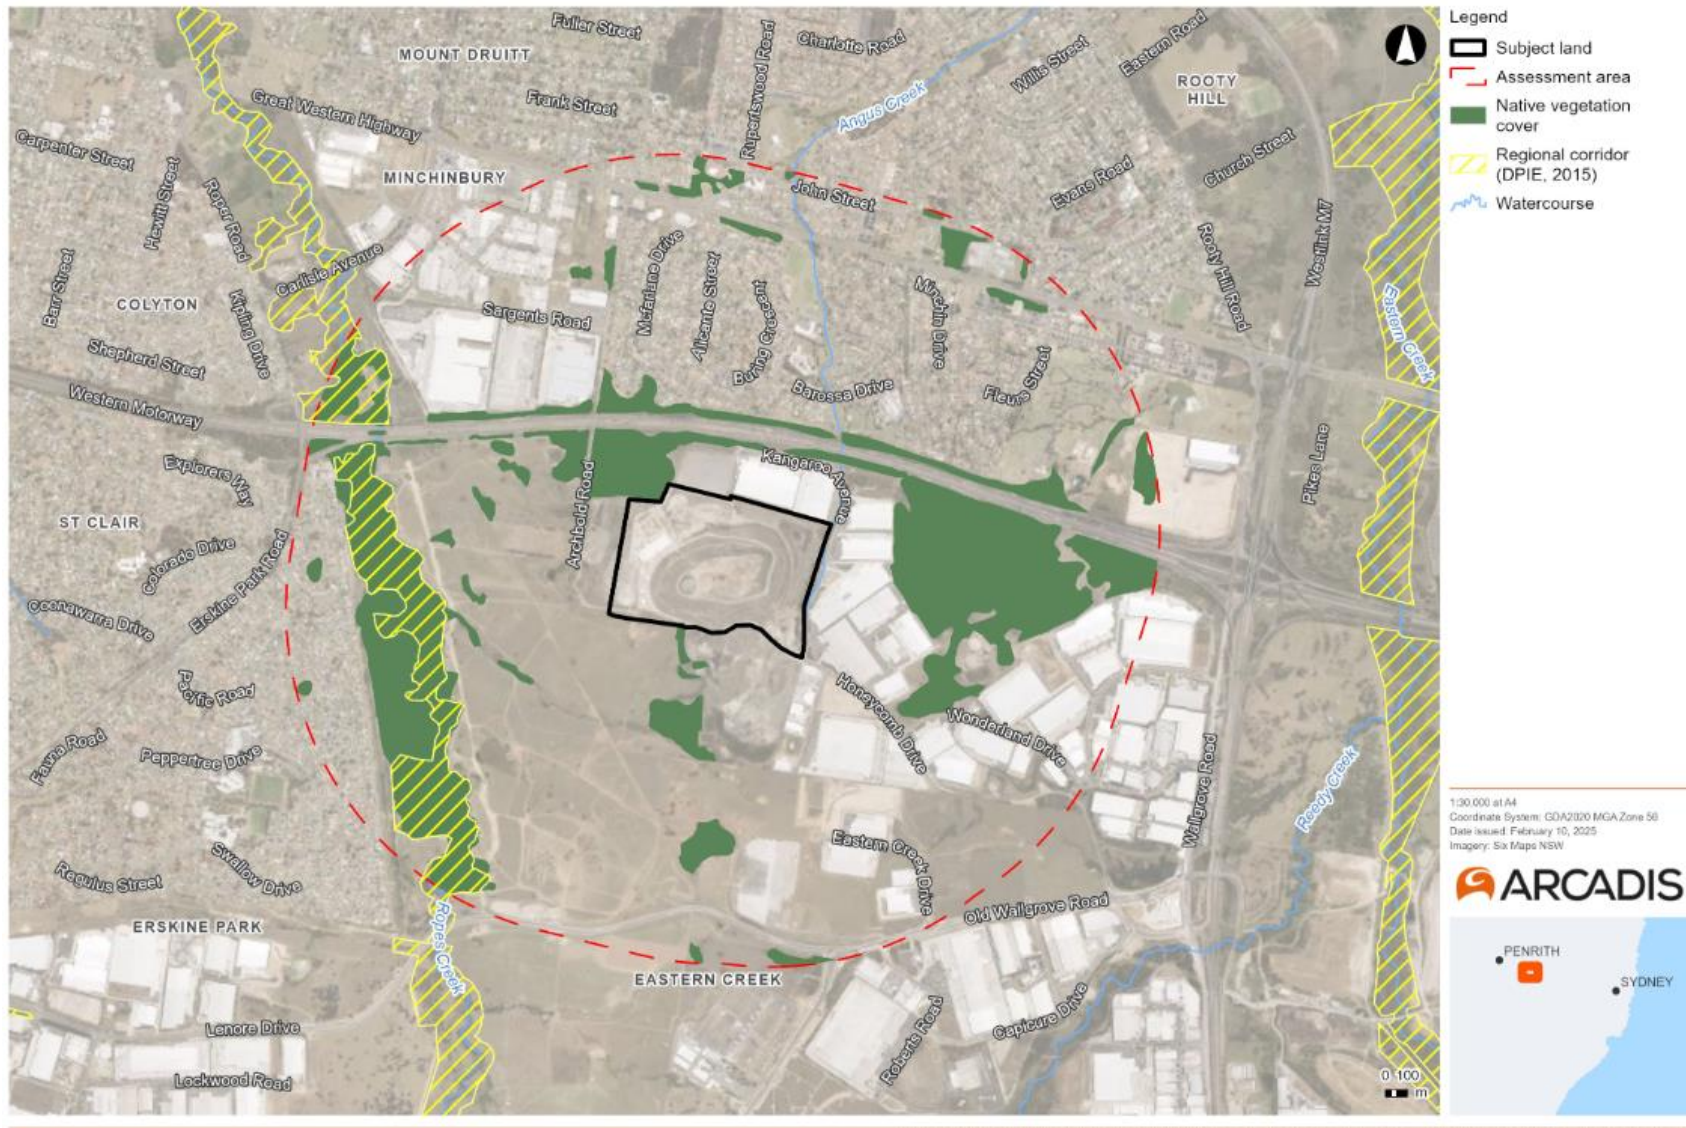 Fuller Street
Charlotte Road
Eastern Road
MOUNT DRUITT
Rupertswood Road
Willis Street
ROOTY
HILL
Great Western Highway
Frank Street
Angus Creek
Carpenter Street
Hewitt Street
Roper Road
MINCHINBURY
John Street
Evans Road
Church Street
Barr Street
Carlisle Avenue
Mcfarlane Drive
Alicante Street
Rooty Hill Road
Westlink M7
COLYTON
Kipling Drive
Sargents Road
Buring Crescent
Minchin Drive
Eastern Creek
Shepherd Street
Western Motorway
Barossa Drive
Fleurs Street
Explorers Way
Kangaroo Avenue
Pikes Lane
ST CLAIR
Archbold Road
Colorado Drive
Erskine Park Road
Coonawarra Drive
Pacific Road
Honeycomb Drive
Wonderland Drive
Fauna Road
Peppertree Drive
Wallgrove Road
Reedy Creek
Eastern Creek Drive
Regulus Street
Swallow Drive
Old Wallgrove Road
ERSKINE PARK
Ropes Creek
EASTERN CREEK
Lenore Drive
Roberts Road
Capicure Drive
Lockwood Road
0 100
m
Legend
Subject land
Assessment area
Native vegetation
cover
Regional corridor
(DPIE, 2015)
Watercourse
1:30,000 at A4
Coordinate System: GDA2020 MGA Zone 56
Date issued: February 10, 2025
Imagery: Six Maps NSW
ARCADIS
PENRITH
SYDNEY